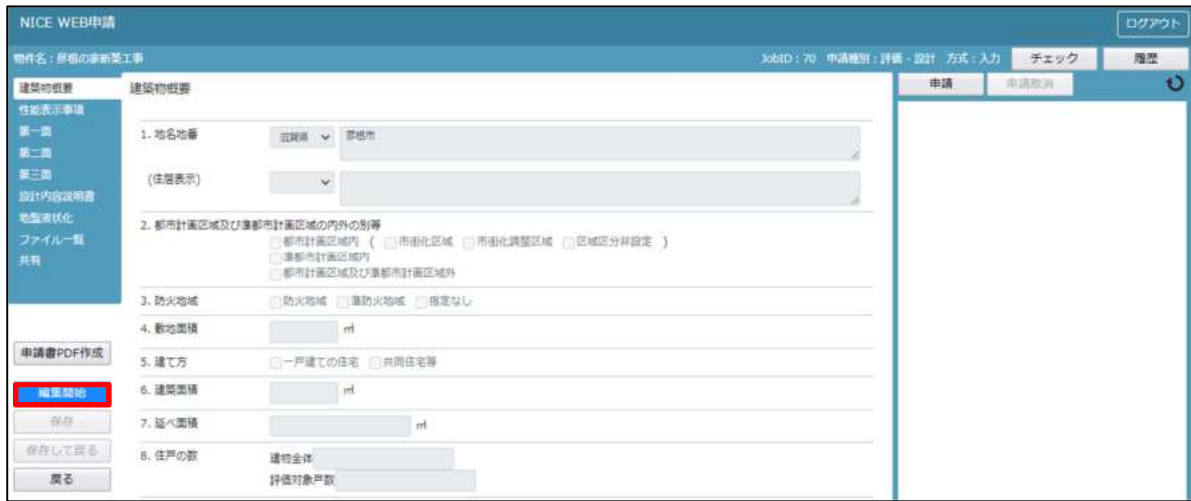 NICE WEB申請
ログアウト
物件名：彦根の家新築工事
JobID：70 申請種別：評価 - 設計 方式：入力
チェック
履歴
建築物概要
性能表示事項
第一面
第二面
第三面
設計内容説明書
地盤液状化
ファイル一覧
共有
申請書PDF作成
編集開始
保存
保存して戻る
戻る
建築物概要
1. 地名地番 滋賀県 彦根市
(住居表示)
2. 都市計画区域及び準都市計画区域の内外の別等
都市計画区域内 ( 市街化区域 市街化調整区域 区域区分非設定 )
準都市計画区域内
都市計画区域及び準都市計画区域外
3. 防火地域 防火地域 準防火地域 指定なし
4. 敷地面積 ㎡
5. 建て方 一戸建ての住宅 共同住宅等
6. 建築面積 ㎡
7. 延べ面積 ㎡
8. 住戸の数 建物全体
評価対象戸数
申請
申請取消